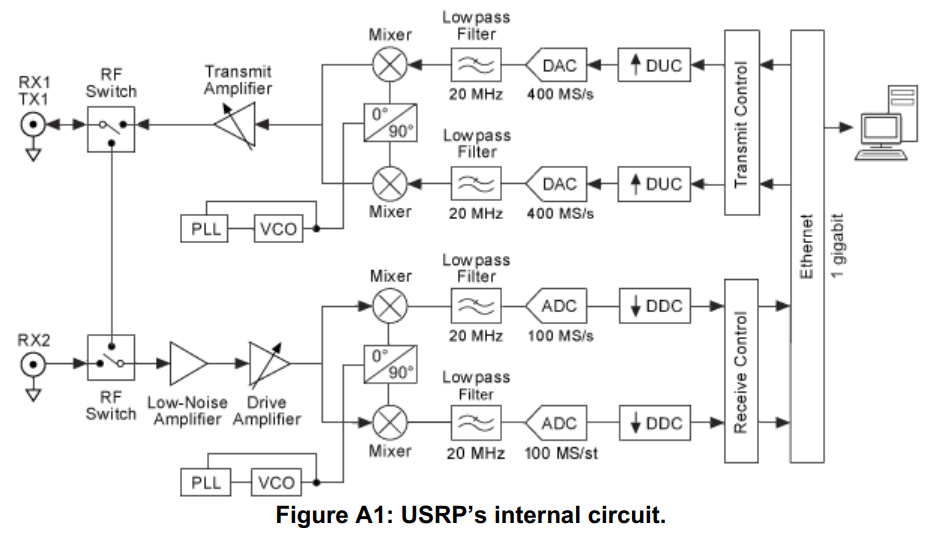 Lowpass
Filter
Mixer
DAC
DUC
20 MHz
400 MS/s
RX1
TX1
RF
Switch
Transmit
Amplifier
0°
90°
Lowpass
Filter
DAC
DUC
20 MHz
400 MS/s
Mixer
PLL
VCO
Transmit Control
Ethernet
1 gigabit
Lowpass
Filter
Mixer
ADC
DDC
20 MHz
100 MS/s
RX2
RF
Switch
Low-Noise
Amplifier
Drive
Amplifier
0°
90°
Lowpass
Filter
ADC
DDC
Mixer
20 MHz
100 MS/st
PLL
VCO
Receive Control
Figure A1: USRP's internal circuit.